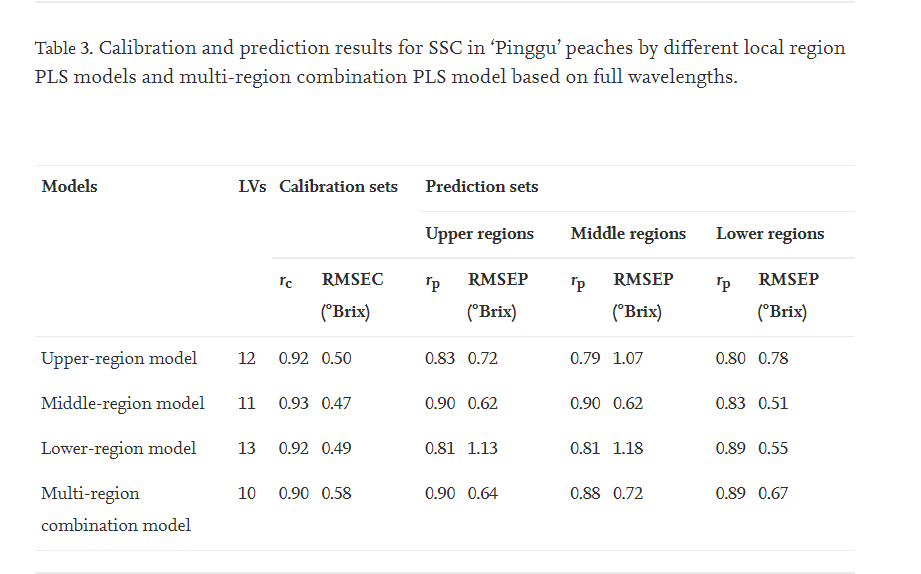 Table 3. Calibration and prediction results for SSC in ‘Pinggu’ peaches by different local region
PLS models and multi-region combination PLS model based on full wavelengths.
Models LVs Calibration sets Prediction sets
Upper regions Middle regions Lower regions
rc RMSEC rp RMSEP rp RMSEP rp RMSEP
(°Brix) (°Brix) (°Brix) (°Brix)
Upper-region model 12 0.92 0.50 0.83 0.72 0.79 1.07 0.80 0.78
Middle-region model 11 0.93 0.47 0.90 0.62 0.90 0.62 0.83 0.51
Lower-region model 13 0.92 0.49 0.81 1.13 0.81 1.18 0.89 0.55
Multi-region 10 0.90 0.58 0.90 0.64 0.88 0.72 0.89 0.67
combination model